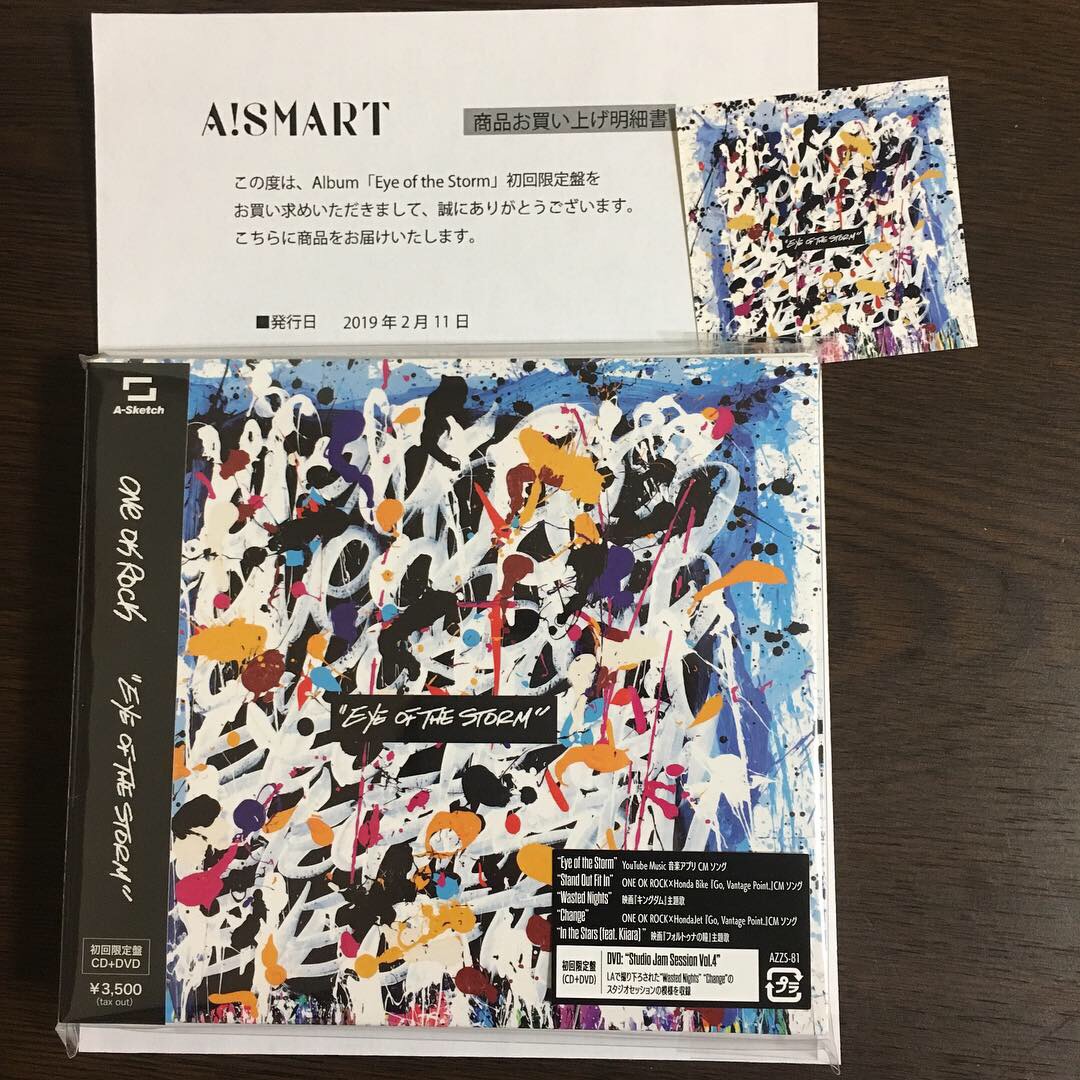 A!SMART
商品お買い上げ明細書
この度は、Album「Eye of the Storm」初回限定盤を
お買い求めいただきまして、誠にありがとうございます。
こちらに商品をお届けいたします。
■発行日 2019年2月11日
"EYE OF THE STORM"
A-Sketch
ONE OK ROCK
"EYE OF THE STORM"
初回限定盤
CD+DVD
¥3,500
(tax out)
"EYE OF THE STORM"
"Eye of the Storm" YouTube Music 音楽アプリ CM ソング
"Stand Out Fit In" ONE OK ROCK×Honda Bike『Go, Vantage Point.』CM ソング
"Wasted Nights" 映画『キングダム』主題歌
"Change" ONE OK ROCK×HondaJet『Go, Vantage Point.』CM ソング
"In the Stars (feat. Kiiara)" 映画『フォルトゥナの瞳』主題歌
初回限定盤
(CD+DVD)
DVD: "Studio Jam Session Vol.4"
LAで撮り下ろされた"Wasted Nights" "Change"の
スタジオセッションの模様を収録
AZZS-81
プラ